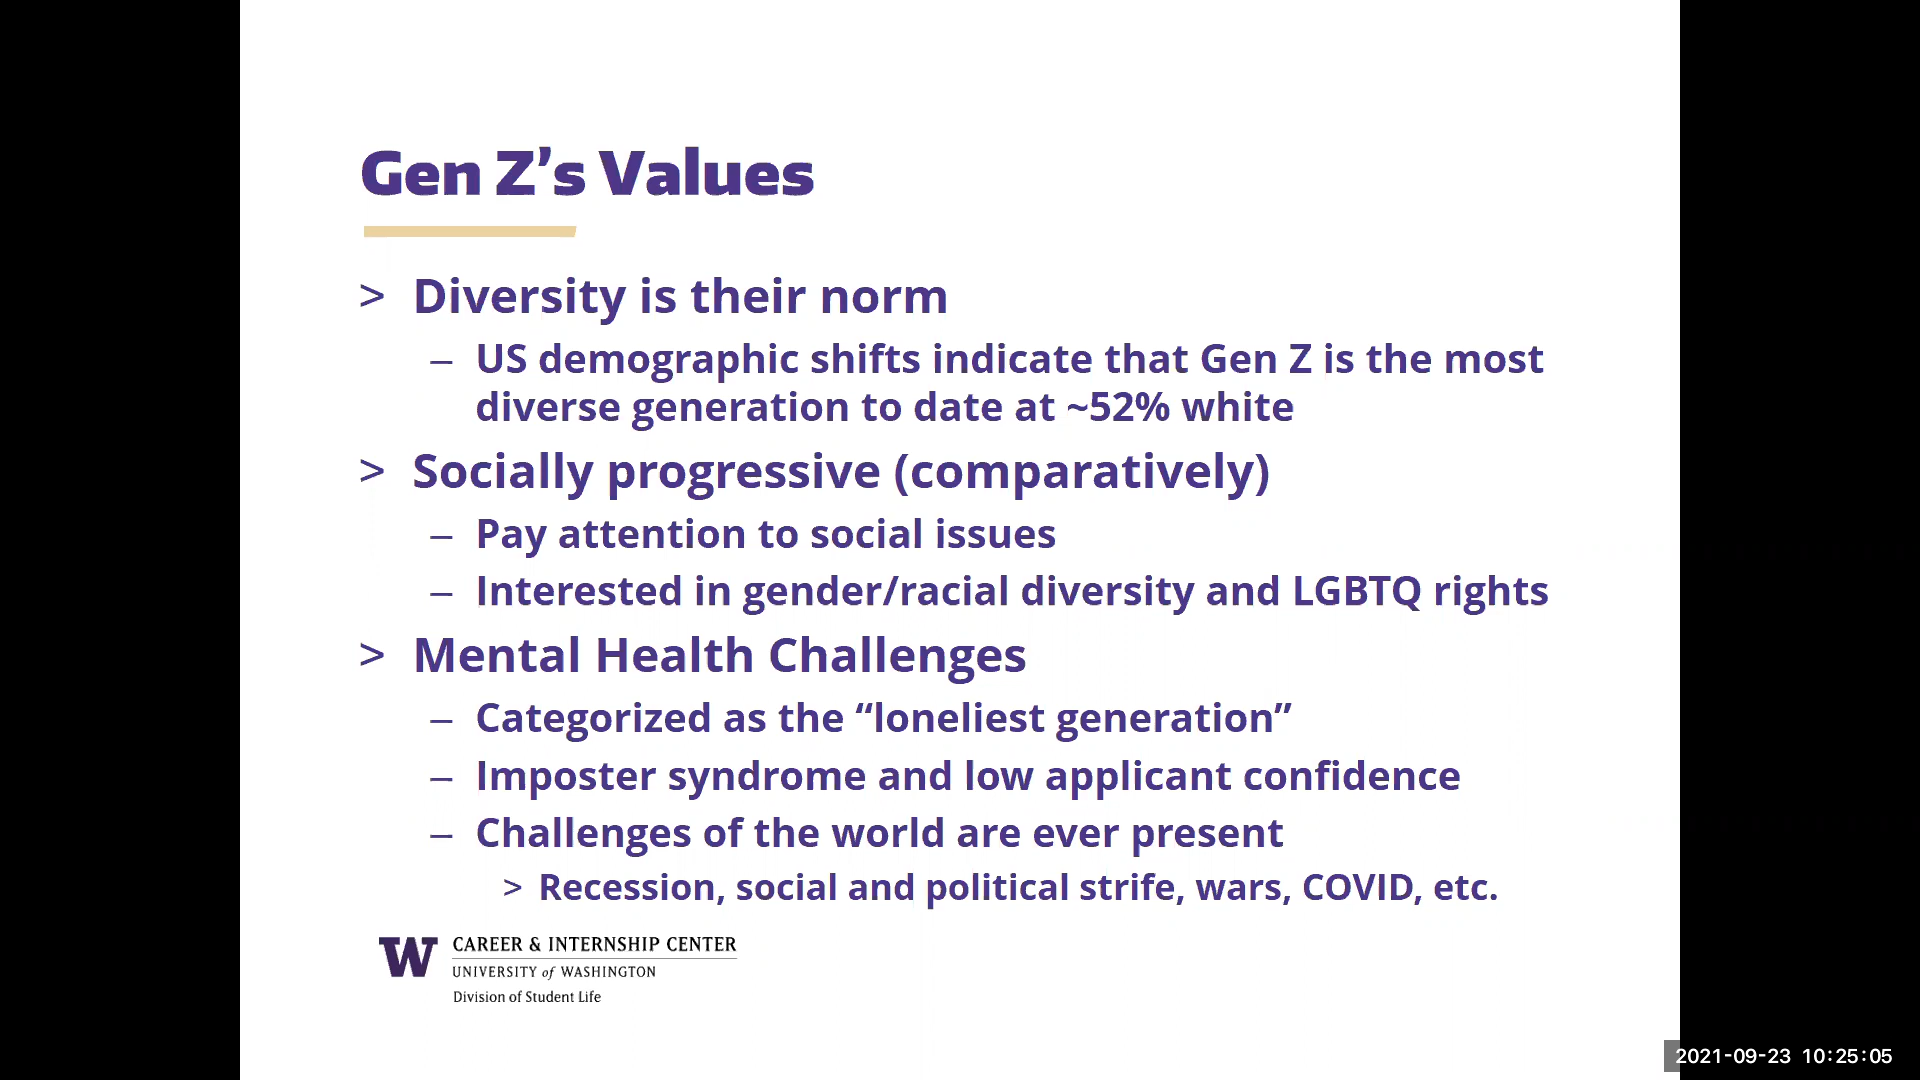 Gen Z’s Values
> Diversity is their norm
– US demographic shifts indicate that Gen Z is the most
diverse generation to date at ~52% white
> Socially progressive (comparatively)
– Pay attention to social issues
– Interested in gender/racial diversity and LGBTQ rights
> Mental Health Challenges
– Categorized as the “loneliest generation”
– Imposter syndrome and low applicant confidence
– Challenges of the world are ever present
> Recession, social and political strife, wars, COVID, etc.
W CAREER & INTERNSHIP CENTER
UNIVERSITY of WASHINGTON
Division of Student Life
2021-09-23 10:25:05